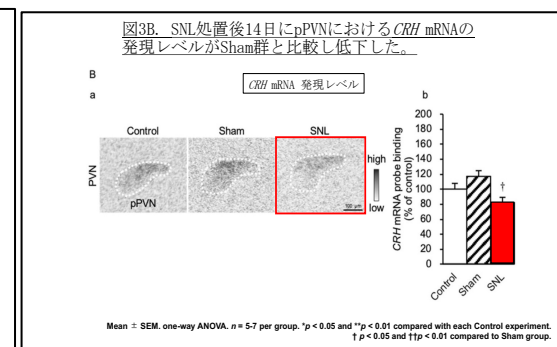 図3B. SNL処置後14日にpPVNにおけるCRH mRNAの
発現レベルがSham群と比較し低下した。
B
CRH mRNA 発現レベル
a
b
Control
Sham
SNL
PVN
pPVN
100 μm
high
low
CRH mRNA probe binding
(% of control)
200
180
160
140
120
100
80
60
40
20
0
†
Control
Sham
SNL
Mean ± SEM. one-way ANOVA. n = 5-7 per group. *p < 0.05 and **p < 0.01 compared with each Control experiment.
† p < 0.05 and ††p < 0.01 compared to Sham group.